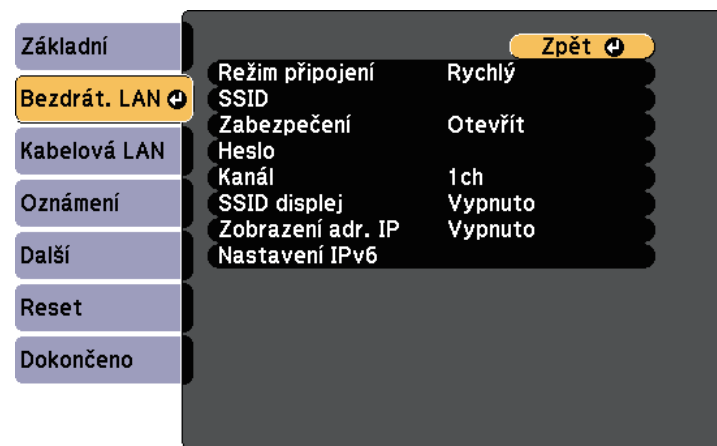 Základní
Bezdrát. LAN
Kabelová LAN
Oznámení
Další
Reset
Dokončeno
Zpět
Režim připojení Rychlý
SSID
Zabezpečení Otevřít
Heslo
Kanál 1ch
SSID displej Vypnuto
Zobrazení adr. IP Vypnuto
Nastavení IPv6